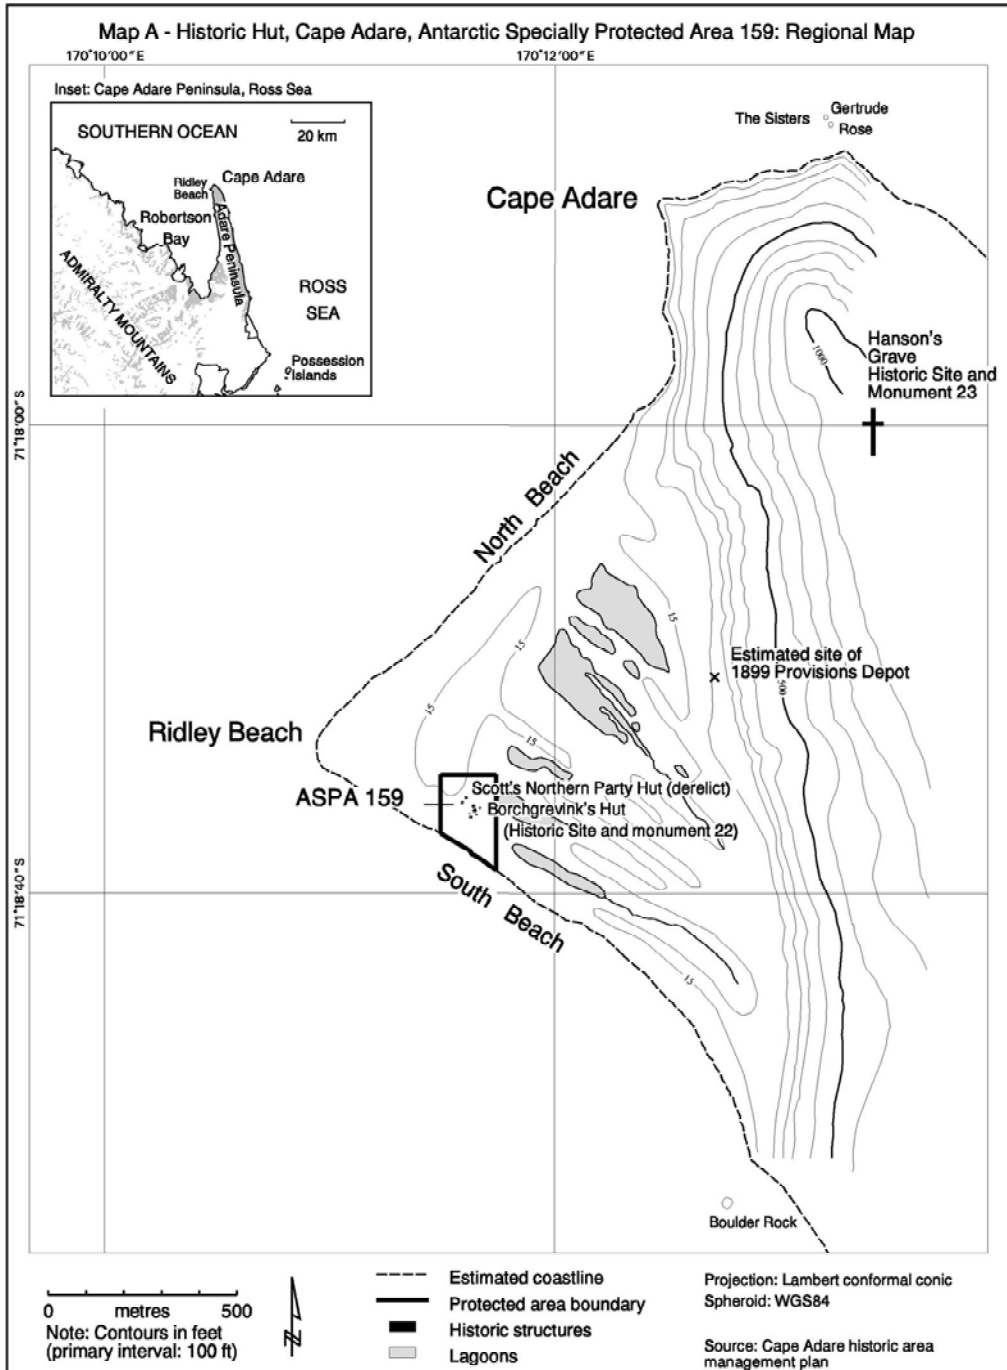 Map A - Historic Hut, Cape Adare, Antarctic Specially Protected Area 159: Regional Map
170°10'00" E
170°12'00" E
Inset: Cape Adare Peninsula, Ross Sea
SOUTHERN OCEAN
20 km
Ridley
Beach
Cape Adare
Robertson
Bay
Adare Peninsula
ADMIRALTY MOUNTAINS
ROSS
SEA
Possession
Islands
The Sisters
Gertrude
Rose
Cape Adare
1000
Hanson's
Grave
Historic Site and
Monument 23
71°18'00" S
North Beach
15
Estimated site of
1899 Provisions Depot
500
15
15
Ridley Beach
ASPA 159
Scott's Northern Party Hut (derelict)
Borchgrevink's Hut
(Historic Site and monument 22)
71°18'40" S
South Beach
15
Boulder Rock
0 metres 500
Note: Contours in feet
(primary interval: 100 ft)
N
Estimated coastline
Protected area boundary
Historic structures
Lagoons
Projection: Lambert conformal conic
Spheroid: WGS84
Source: Cape Adare historic area
management plan